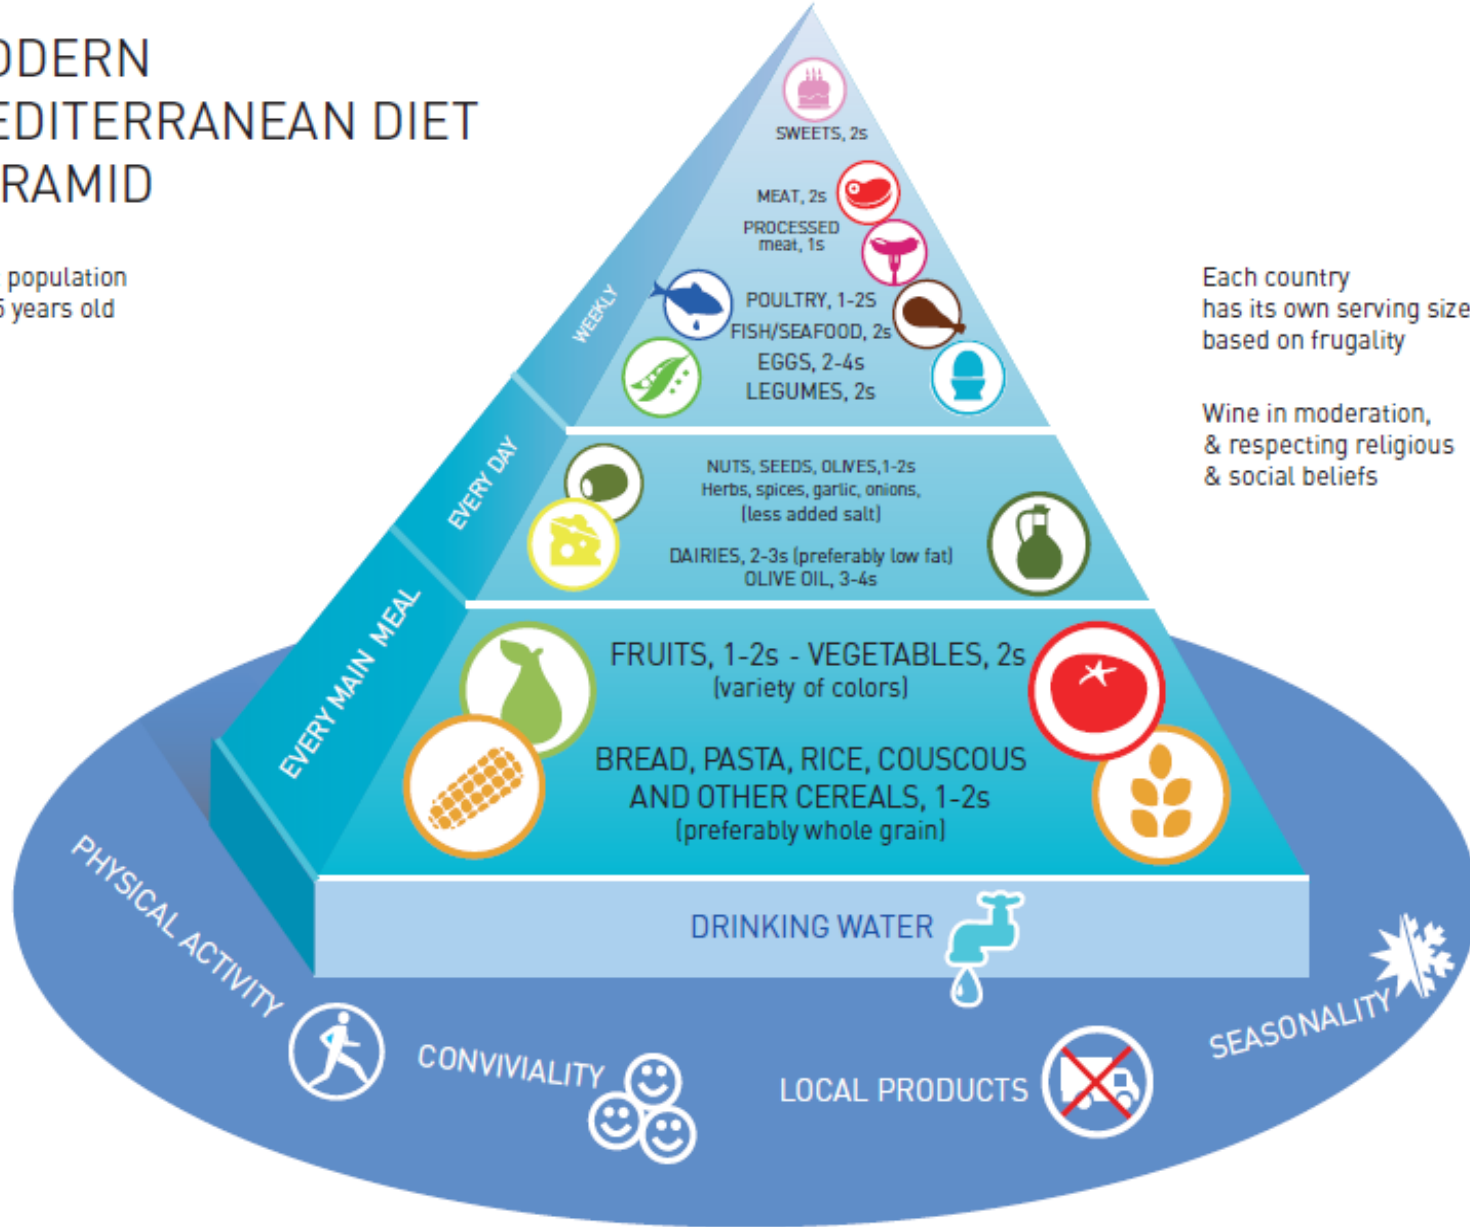 ODERN
EDITERRANEAN DIET
RAMID
population
5 years old
Each country
has its own serving size
based on frugality
Wine in moderation,
& respecting religious
& social beliefs
WEEKLY
SWEETS, 2s
MEAT, 2s
PROCESSED
meat, 1s
POULTRY, 1-2S
FISH/SEAFOOD, 2s
EGGS, 2-4s
LEGUMES, 2s
EVERY DAY
NUTS, SEEDS, OLIVES,1-2s
Herbs, spices, garlic, onions,
(less added salt)
DAIRIES, 2-3s (preferably low fat)
OLIVE OIL, 3-4s
EVERY MAIN MEAL
FRUITS, 1-2s - VEGETABLES, 2s
(variety of colors)
BREAD, PASTA, RICE, COUSCOUS
AND OTHER CEREALS, 1-2s
(preferably whole grain)
DRINKING WATER
PHYSICAL ACTIVITY
CONVIVIALITY
LOCAL PRODUCTS
SEASONALITY